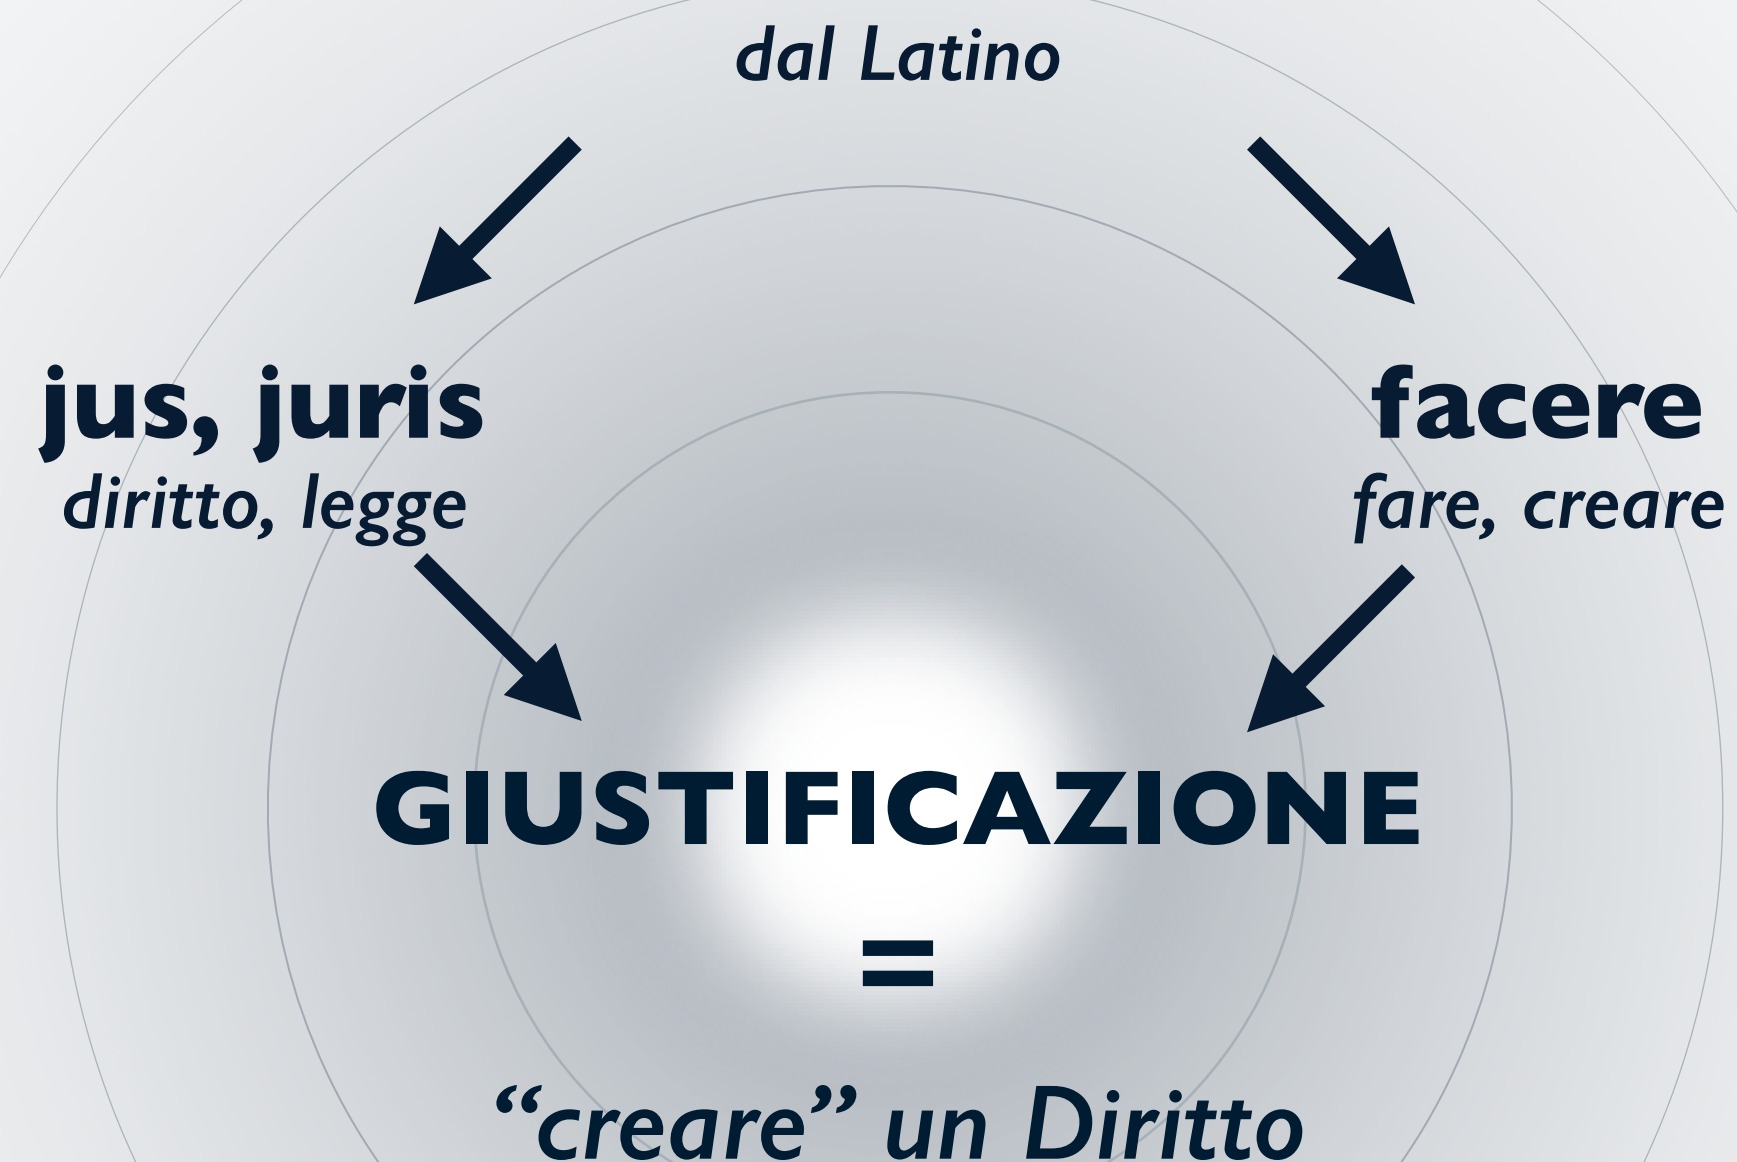 dal Latino
jus, juris
diritto, legge
facere
fare, creare
GIUSTIFICAZIONE
=
“creare” un Diritto